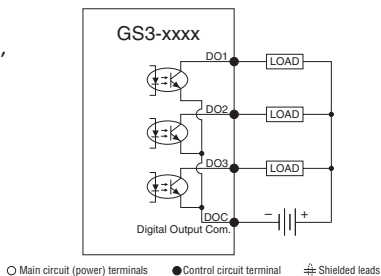 GS3-xxxx
DO1
LOAD
DO2
LOAD
DO3
LOAD
DOC
Digital Output Com.
− +
Main circuit (power) terminals Control circuit terminal Shielded leads